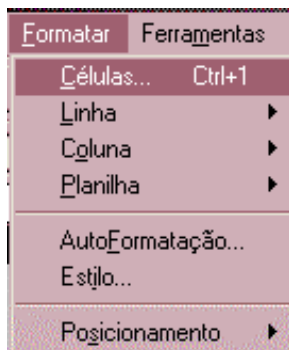 Formatar Ferramentas
Células... Ctrl+1
Linha
Coluna
Planilha
AutoFormatação...
Estilo...
Posicionamento